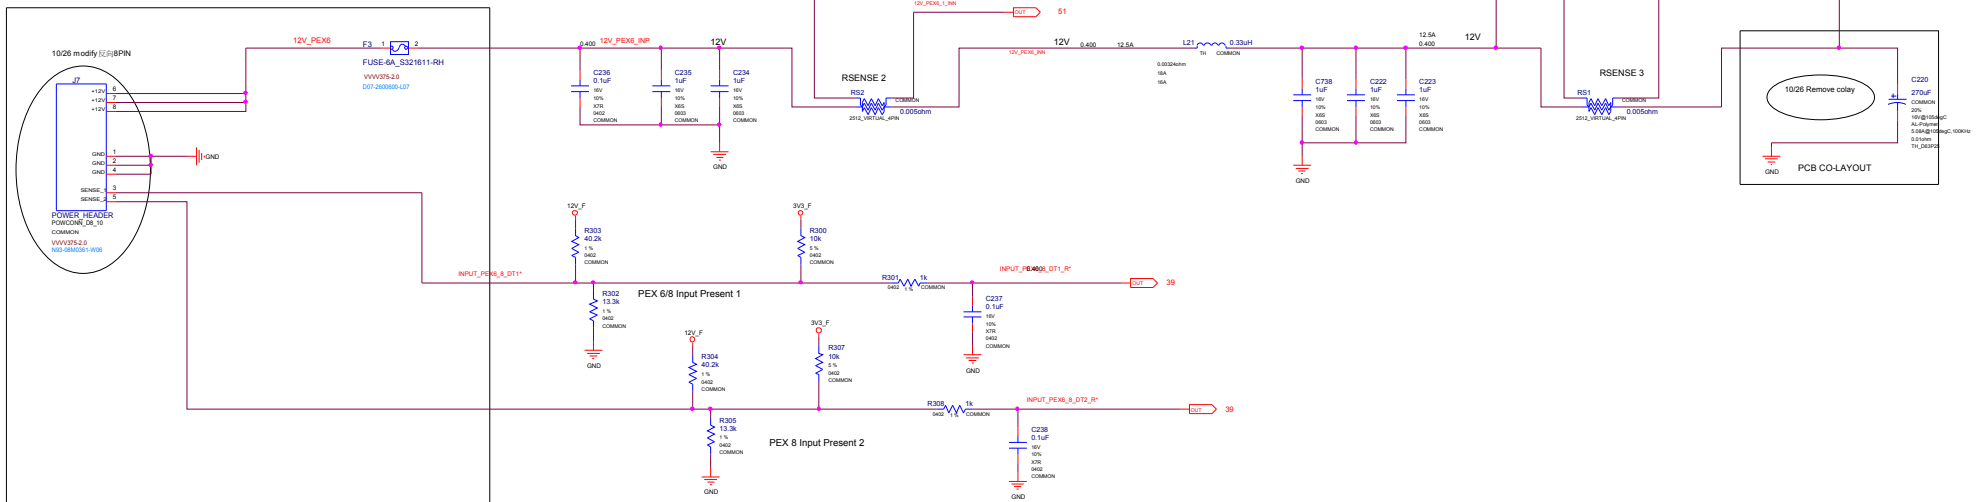 12V_PEX6_1_INN
OUT 51
10/26 modify 反向8PIN
12V_PEX6
F3 1 2
FUSE-6A_S321611-RH
VVVV375-2.0
D07-2600600-L07
0.400
12V_PEX6_INP
12V
J7
+12V 6
+12V 7
+12V 8
GND 1
GND 2
GND 4
SENSE_ 3
SENSE_2 5
GND
POWER_HEADER
POWCONN_D8_10
COMMON
VVVV375-2.0
N93-08M0361-W06
C236
0.1uF
16V
10%
X7R
0402
COMMON
C235
1uF
16V
10%
X6S
0603
COMMON
C234
1uF
16V
10%
X6S
0603
COMMON
GND
RSENSE 2
RS2
COMMON
0.005ohm
2512_VIRTUAL_4PIN
12V_PEX6_INN
12V
0.400
12.5A
L21
0.33uH
TH
COMMON
0.00324ohm
18A
16A
12.5A
0.400
12V
C738
1uF
16V
10%
X6S
0603
COMMON
C222
1uF
16V
10%
X6S
0603
COMMON
C223
1uF
16V
10%
X6S
0603
COMMON
GND
RSENSE 3
RS1
COMMON
0.005ohm
2512_VIRTUAL_4PIN
10/26 Remove colay
C220
270uF
COMMON
20%
16V@105degC
AL-Polymer
5.08A@105degC,100KHz
0.01ohm
GND
PCB CO-LAYOUT
12V_F
R303
40.2k
1 %
0402
COMMON
3V3_F
R300
10k
5 %
0402
COMMON
INPUT_PEX6_8_DT1*
R302
13.3k
1 %
0402
COMMON
GND
PEX 6/8 Input Present 1
R301
1k
0402
1 %
COMMON
INPUT_PEX6_8_DT1_R*
0.400
OUT 39
C237
0.1uF
16V
10%
X7R
0402
COMMON
GND
12V_F
R304
40.2k
1 %
0402
COMMON
3V3_F
R307
10k
5 %
0402
COMMON
R305
13.3k
1 %
0402
COMMON
GND
PEX 8 Input Present 2
R308
1k
0402
1 %
COMMON
INPUT_PEX6_8_DT2_R*
OUT 39
C238
0.1uF
16V
10%
X7R
0402
COMMON
GND